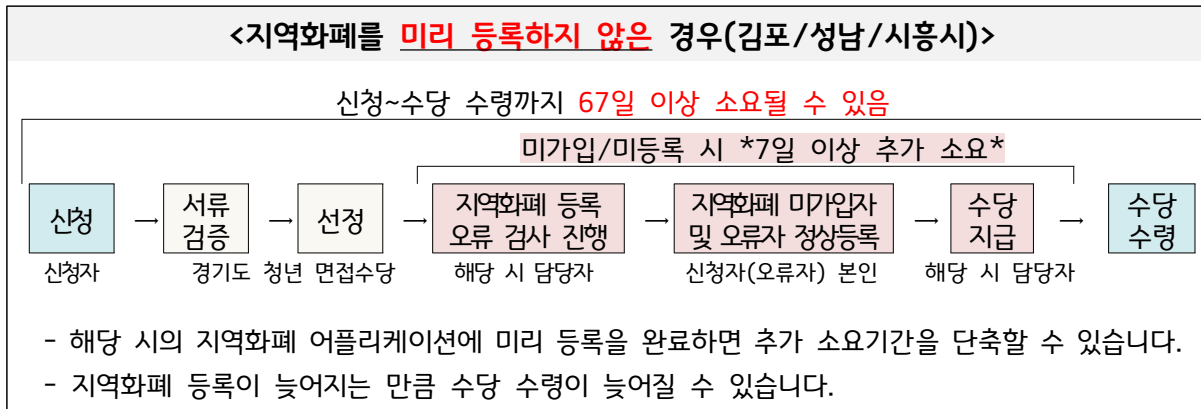 <지역화폐를 미리 등록하지 않은 경우(김포/성남/시흥시)>
신청~수당 수령까지 67일 이상 소요될 수 있음
미가입/미등록 시 *7일 이상 추가 소요*
신청 → 서류 검증 → 선정 → 지역화폐 등록 오류 검사 진행 → 지역화폐 미가입자 및 오류자 정상등록 → 수당 지급 → 수당 수령
신청자 경기도 청년 면접수당 해당 시 담당자 신청자(오류자) 본인 해당 시 담당자
- 해당 시의 지역화폐 어플리케이션에 미리 등록을 완료하면 추가 소요기간을 단축할 수 있습니다.
- 지역화폐 등록이 늦어지는 만큼 수당 수령이 늦어질 수 있습니다.